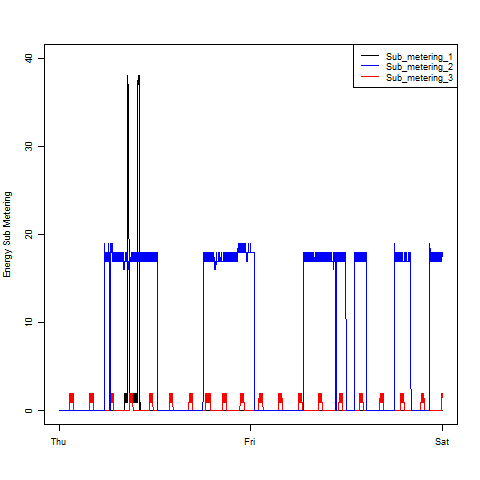 Sub_metering_1
Sub_metering_2
Sub_metering_3
Energy Sub Metering
40
30
20
10
0
Thu
Fri
Sat